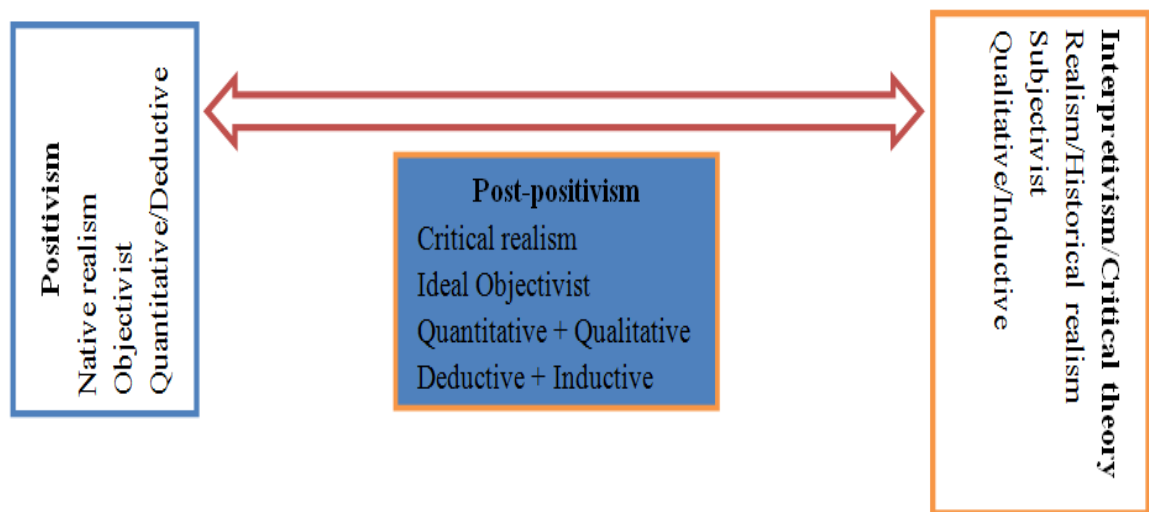 Positivism
Native realism
Objectivist
Quantitative/Deductive
Post-positivism
Critical realism
Ideal Objectivist
Quantitative + Qualitative
Deductive + Inductive
Interpretivism/Critical theory
Realism/Historical realism
Subjectivist
Qualitative/Inductive